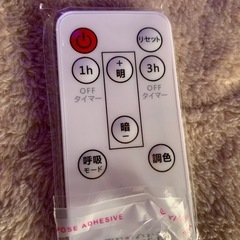 リセット
1h
+
明
3h
OFF
タイマー
OFF
タイマー
暗
−
呼吸
モード
調色
POSE ADHESIVE